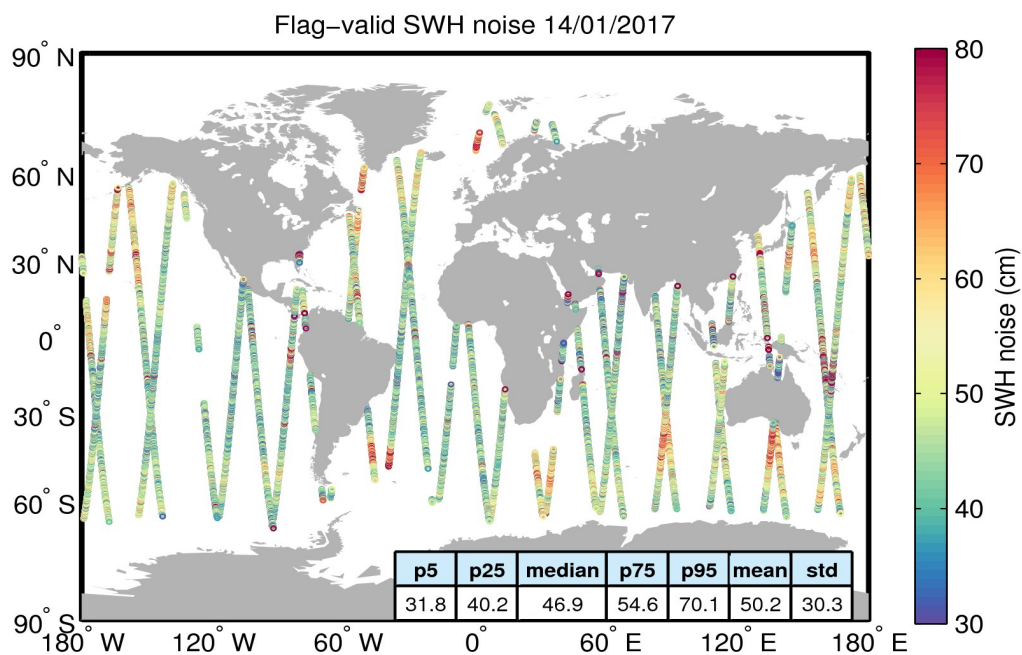 Flag−valid SWH noise 14/01/2017
90° N
60° N
30° N
0°
30° S
60° S
90° S
180° W
120° W
60° W
0°
60° E
120° E
180° E
p5 p25 median p75 p95 mean std
31.8 40.2 46.9 54.6 70.1 50.2 30.3
80
70
60
50
40
30
SWH noise (cm)